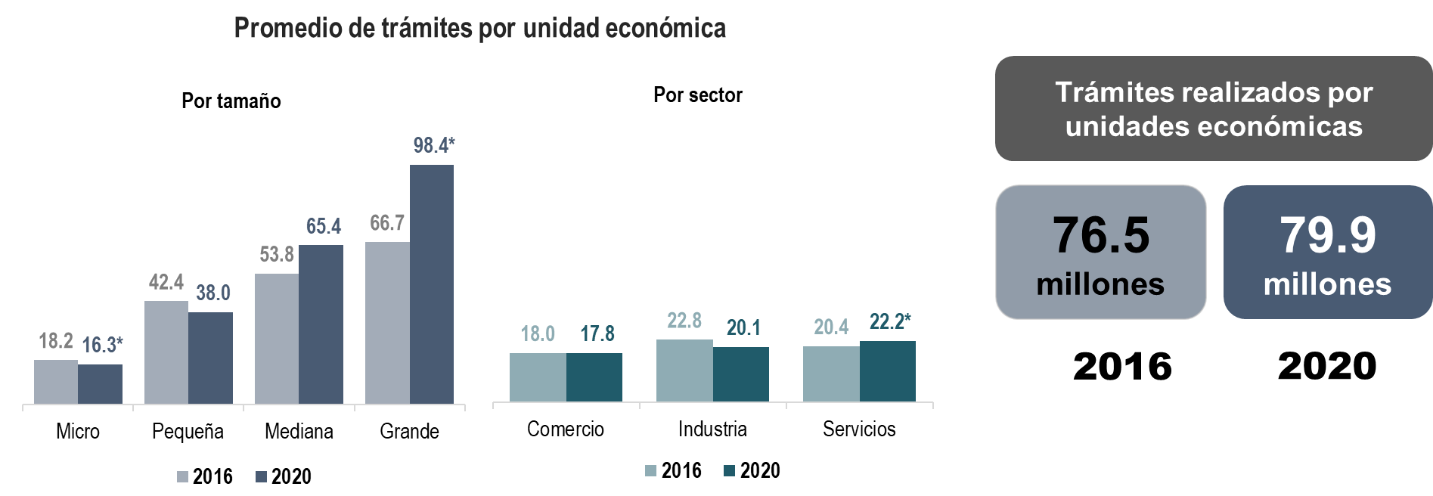 Promedio de trámites por unidad económica
Por tamaño
98.4*
66.7
65.4
53.8
42.4
38.0
18.2
16.3*
Micro
Pequeña
Mediana
Grande
2016
2020
Por sector
18.0
17.8
22.8
20.1
20.4
22.2*
Comercio
Industria
Servicios
2016
2020
Trámites realizados por
unidades económicas
76.5
millones
79.9
millones
2016
2020